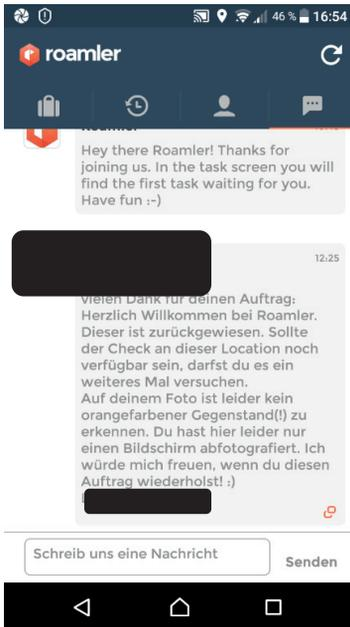 46 % 16:54
roamler
Hey there Roamler! Thanks for
joining us. In the task screen you will
find the first task waiting for you.
Have fun :-)
12:25
vielen Dank für deinen Auftrag:
Herzlich Willkommen bei Roamler.
Dieser ist zurückgewiesen. Sollte
der Check an dieser Location noch
verfügbar sein, darfst du es ein
weiteres Mal versuchen.
Auf deinem Foto ist leider kein
orangefarbener Gegenstand(!) zu
erkennen. Du hast hier leider nur
einen Bildschirm abfotografiert. Ich
würde mich freuen, wenn du diesen
Auftrag wiederholst! :)
Schreib uns eine Nachricht
Senden